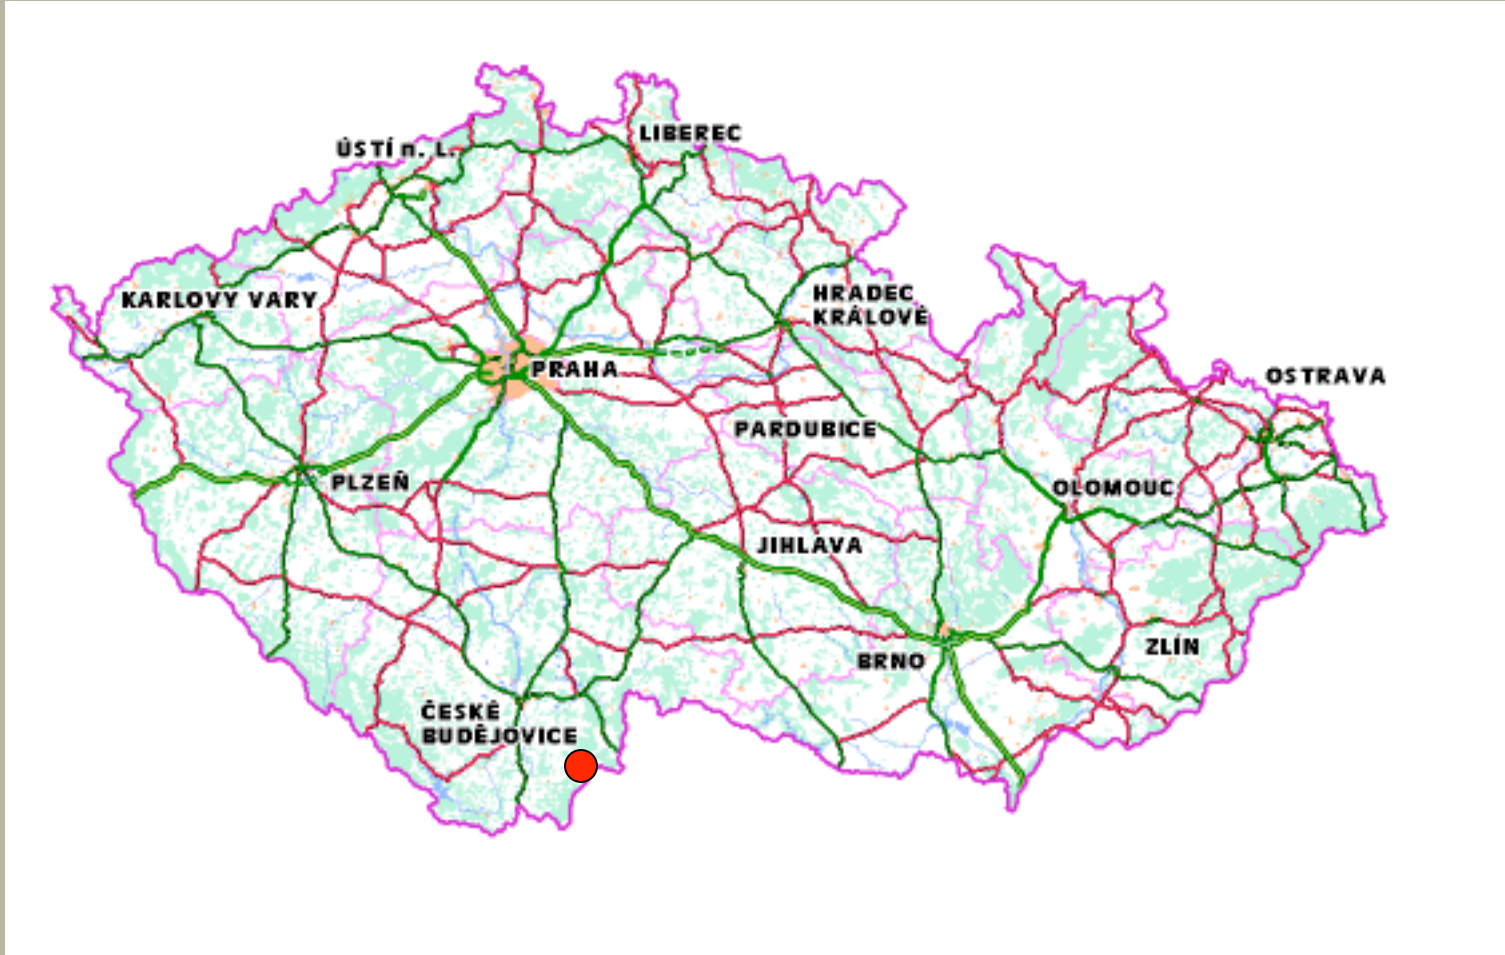 LIBEREC
ÚSTÍ n. L.
KARLOVY VARY
HRADEC
KRÁLOVÉ
PRAHA
OSTRAVA
PARDUBICE
PLZEŇ
OLOMOUC
JIHLAVA
ZLÍN
BRNO
ČESKÉ
BUDĚJOVICE